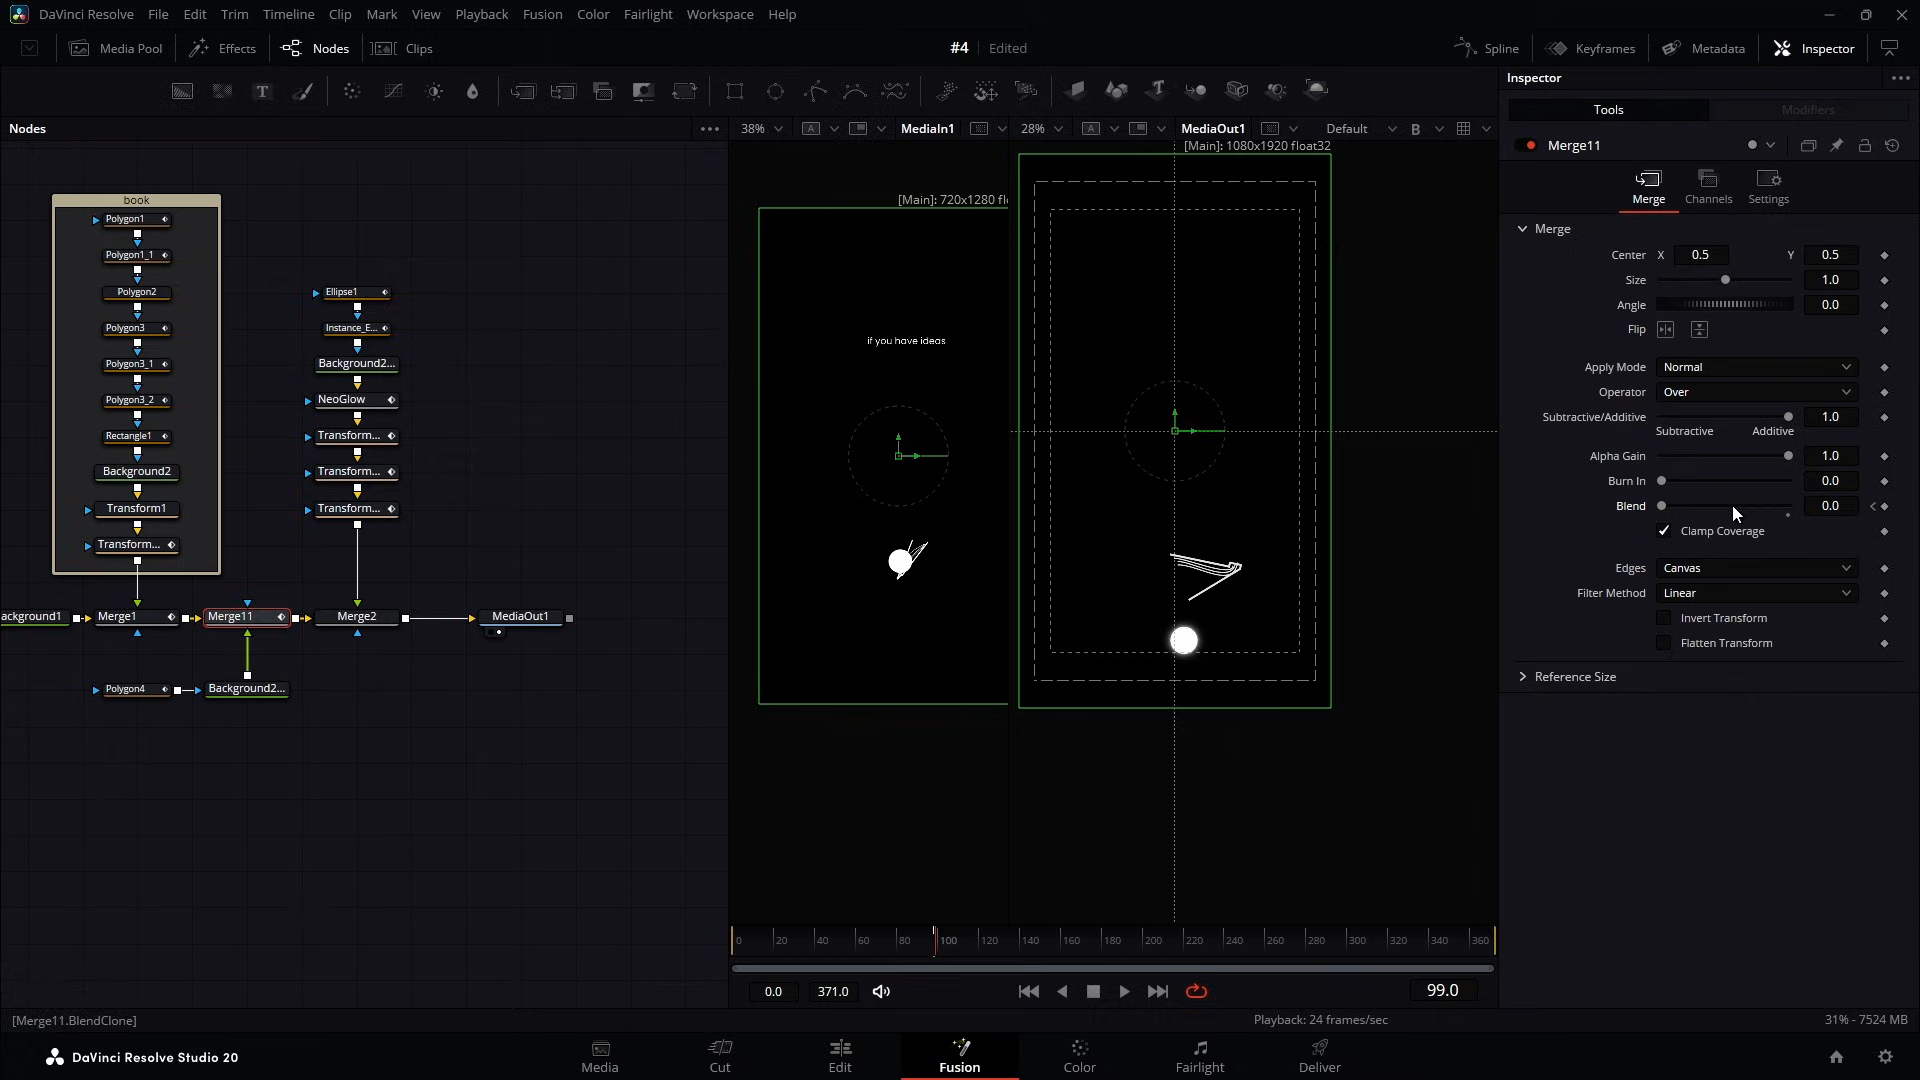 DaVinci Resolve File Edit Trim Timeline Clip Mark View Playback Fusion Color Fairlight Workspace Help
Media Pool Effects Nodes Clips #4 Edited Spline Keyframes Metadata Inspector
Inspector
Tools Modifiers
Nodes
38% A MediaIn1
28% A MediaOut1 Default B
[Main]: 1080x1920 float32
[Main]: 720x1280 flo
if you have ideas
book
Polygon1
Polygon1_1
Polygon2
Polygon3
Polygon3_1
Polygon3_2
Rectangle1
Background2
Transform1
Transform...
Ellipse1
Instance_E...
Background2...
NeoGlow
Transform...
Transform...
Transform...
ackground1 Merge1 Merge11 Merge2 MediaOut1
Polygon4 Background2...
Merge11
Merge Channels Settings
Merge
Center X 0.5 Y 0.5
Size 1.0
Angle 0.0
Flip
Apply Mode Normal
Operator Over
Subtractive/Additive 1.0
Subtractive Additive
Alpha Gain 1.0
Burn In 0.0
Blend 0.0
Clamp Coverage
Edges Canvas
Filter Method Linear
Invert Transform
Flatten Transform
Reference Size
0 20 40 60 80 100 120 140 160 180 200 220 240 260 280 300 320 340 360
0.0 371.0 99.0
[Merge11.BlendClone] Playback: 24 frames/sec 31% - 7524 MB
DaVinci Resolve Studio 20
Media Cut Edit Fusion Color Fairlight Deliver